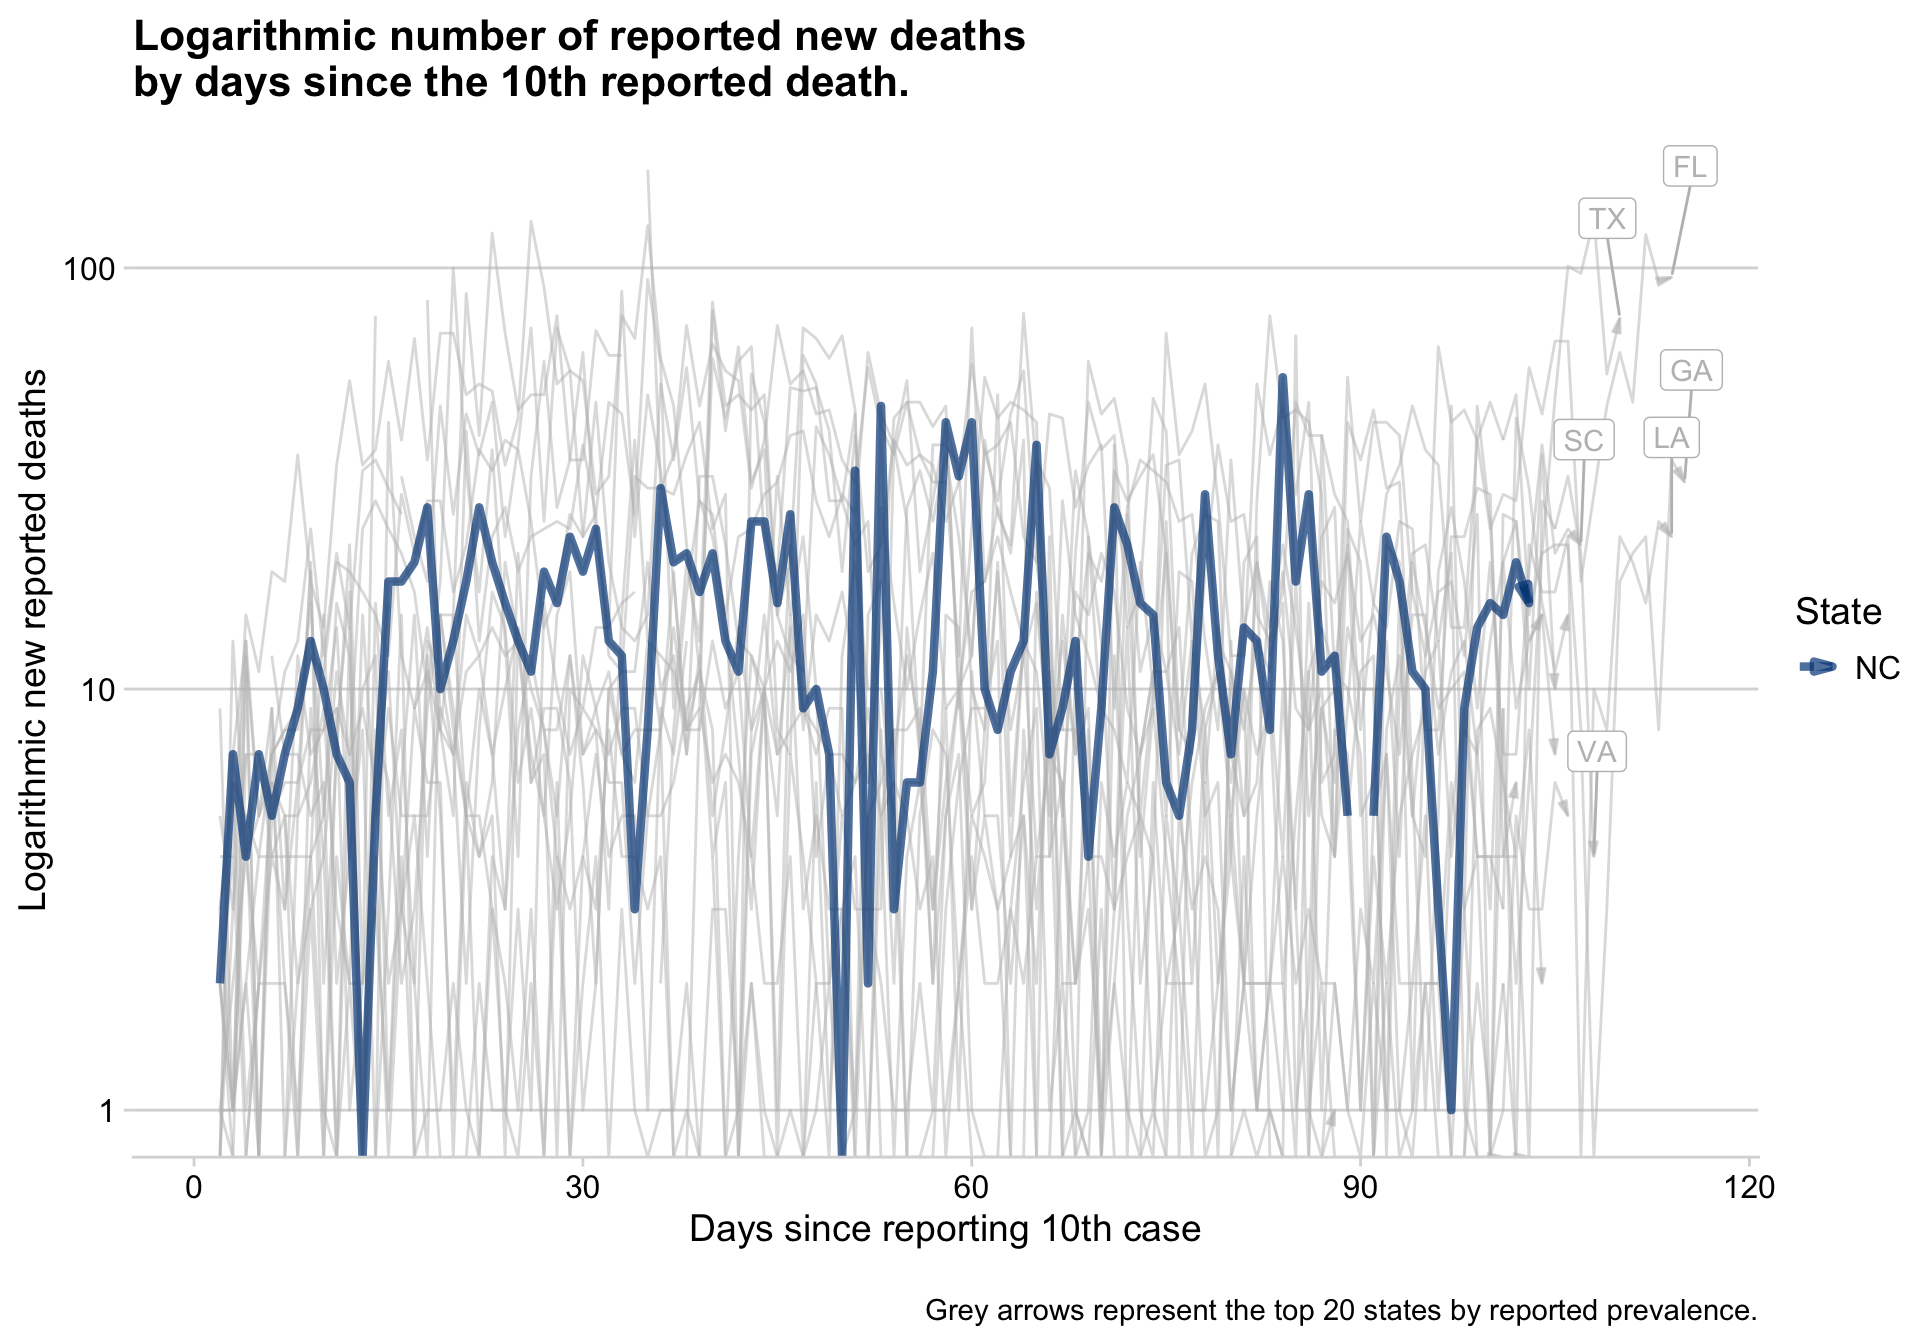 Logarithmic number of reported new deaths
by days since the 10th reported death.
Logarithmic new reported deaths
100
10
1
FL
TX
GA
SC
LA
VA
State
NC
0
30
60
90
120
Days since reporting 10th case
Grey arrows represent the top 20 states by reported prevalence.